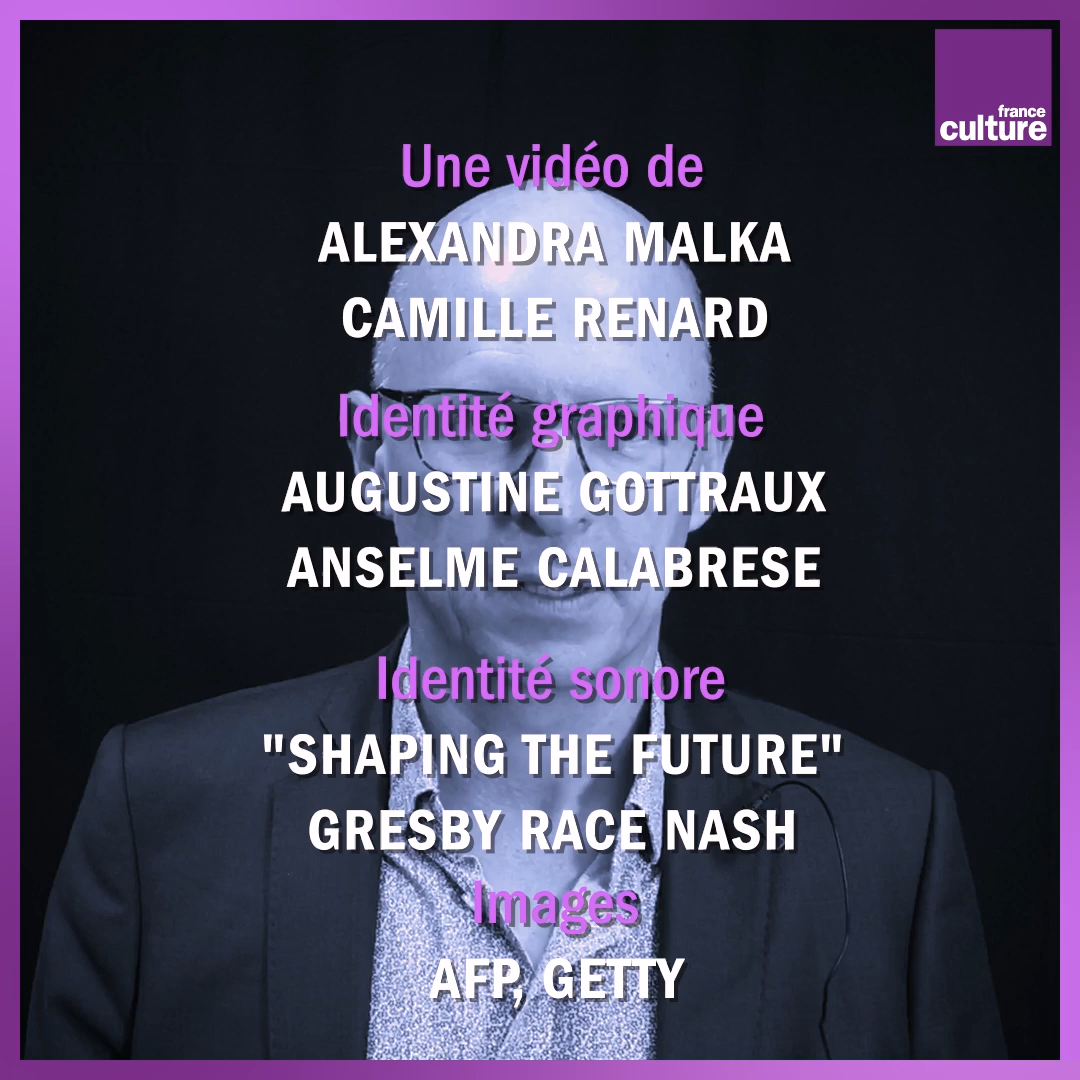 france
culture
Une vidéo de
ALEXANDRA MALKA
CAMILLE RENARD
Identité graphique
AUGUSTINE GOTTRAUX
ANSELME CALABRESE
Identité sonore
"SHAPING THE FUTURE"
GRESBY RACE NASH
Images
AFP, GETTY